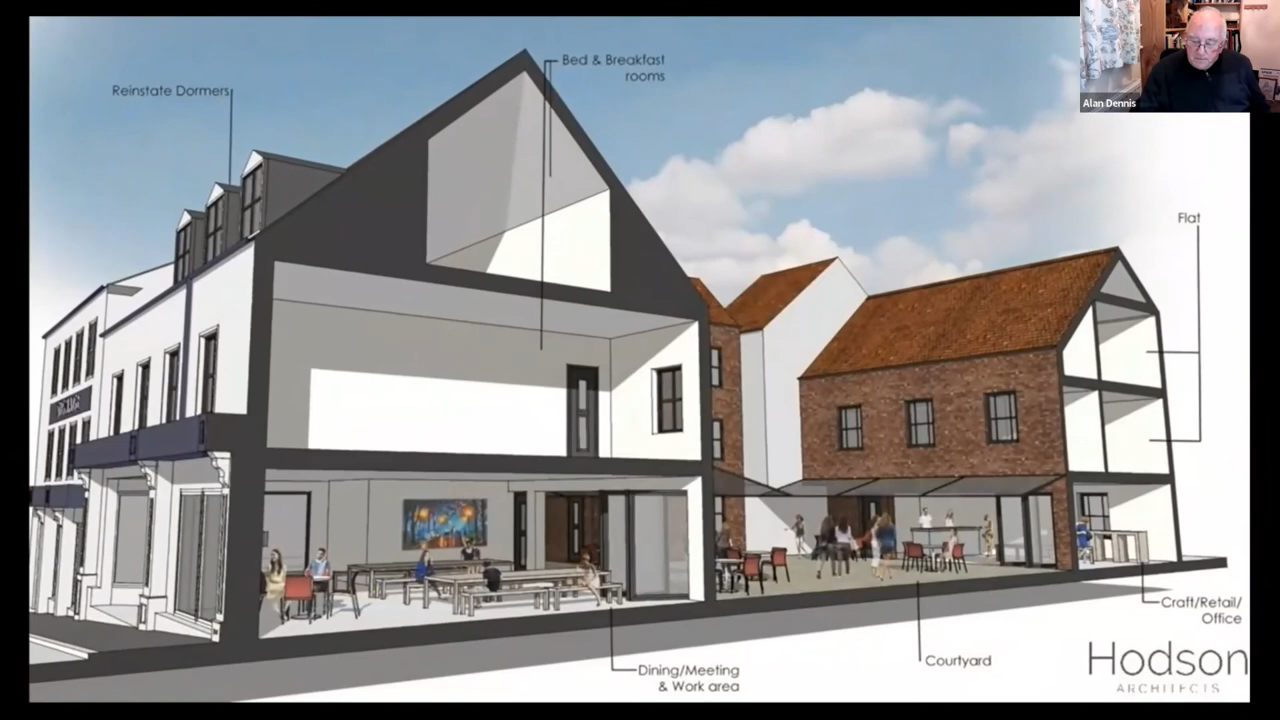 Alan Dennis
Bed & Breakfast
rooms
Reinstate Dormers
Flat
Craft/Retail/
Office
Courtyard
Dining/Meeting
& Work area
Hodson
ARCHITECTS